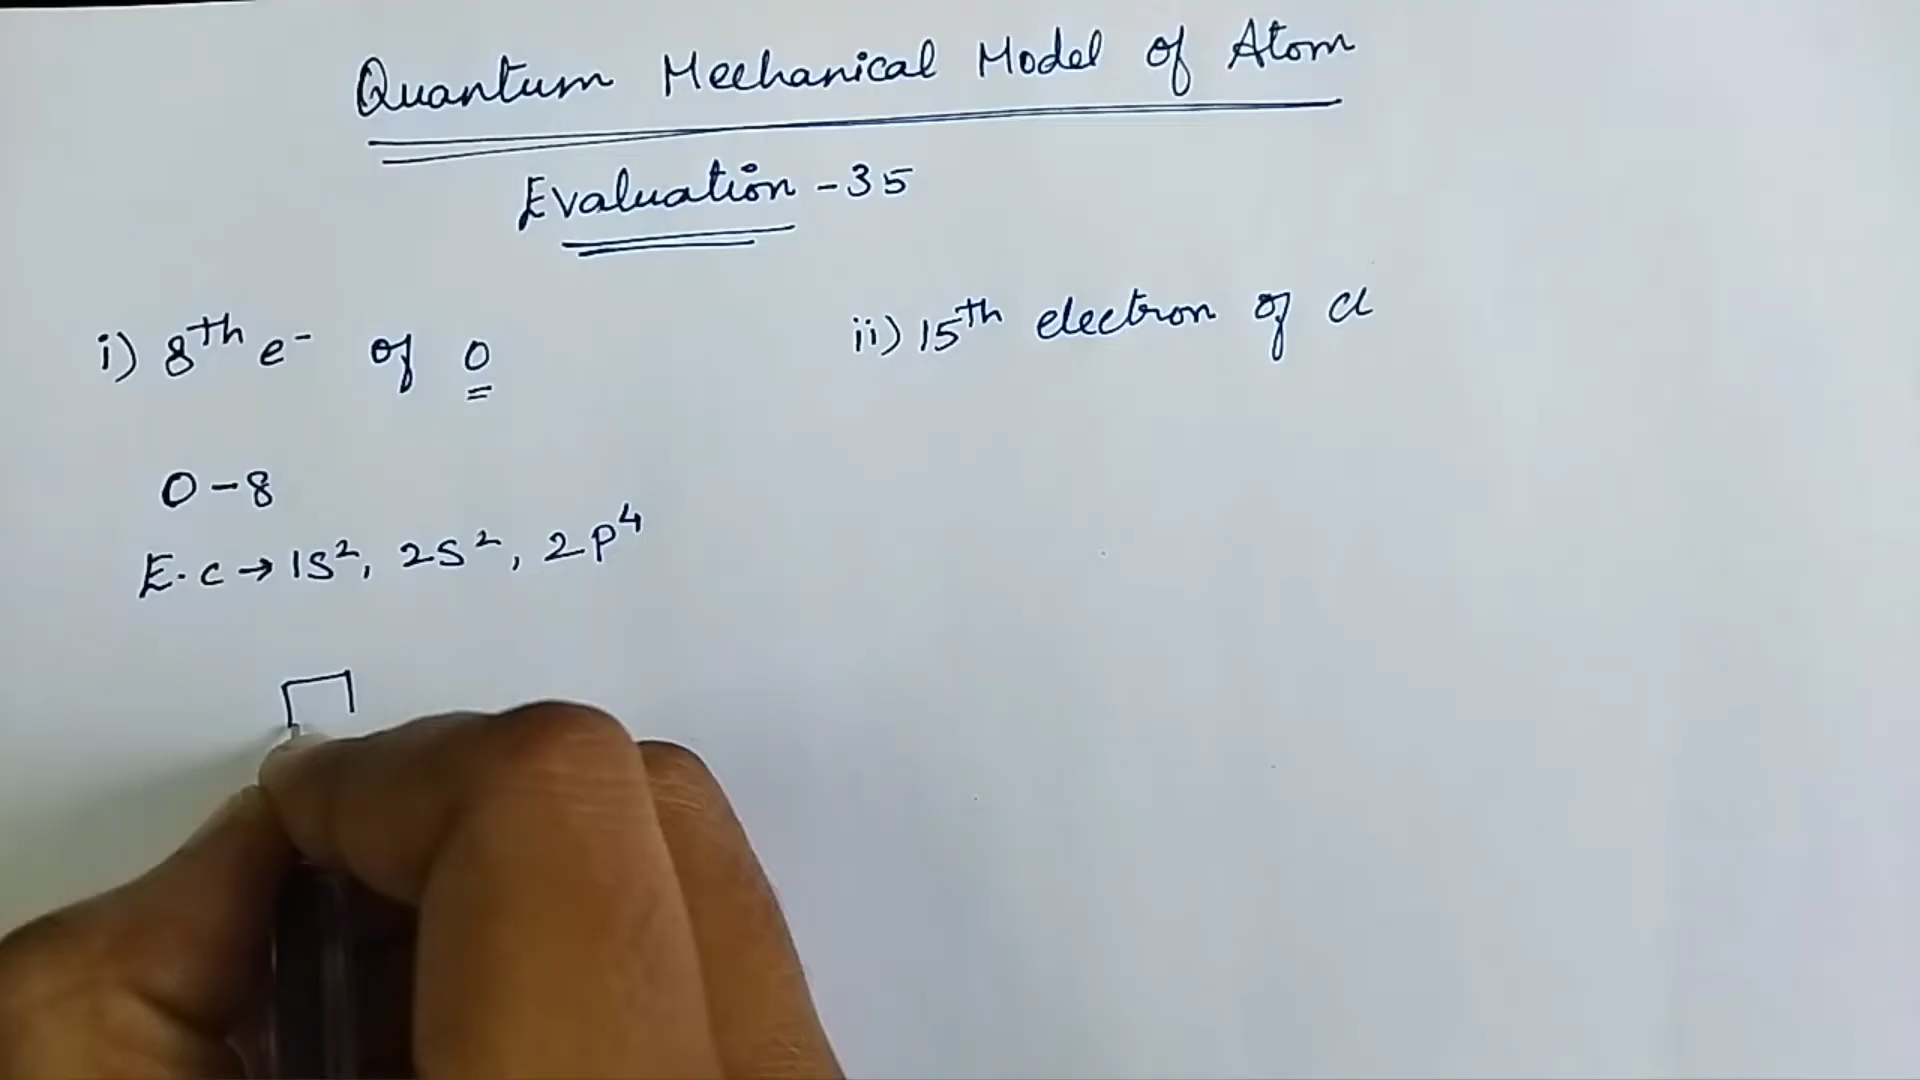 Quantum Mechanical Model of Atom
Evaluation - 35
i) 8th e- of O
ii) 15th electron of Cl
O - 8
E.c → 1s², 2s², 2p⁴